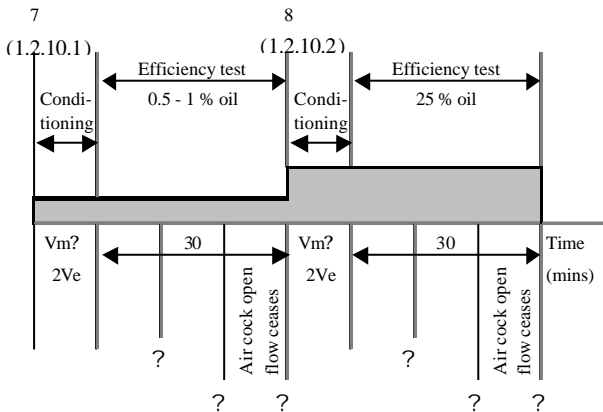 7
(1.2.10.1)
8
(1.2.10.2)
Efficiency test
0.5 - 1 % oil
Efficiency test
25 % oil
Condi-
tioning
Condi-
tioning
Vm?
2Ve
30
Vm?
2Ve
30
Time
(mins)
Air cock open
flow ceases
Air cock open
flow ceases
?
?
?
?
?
?